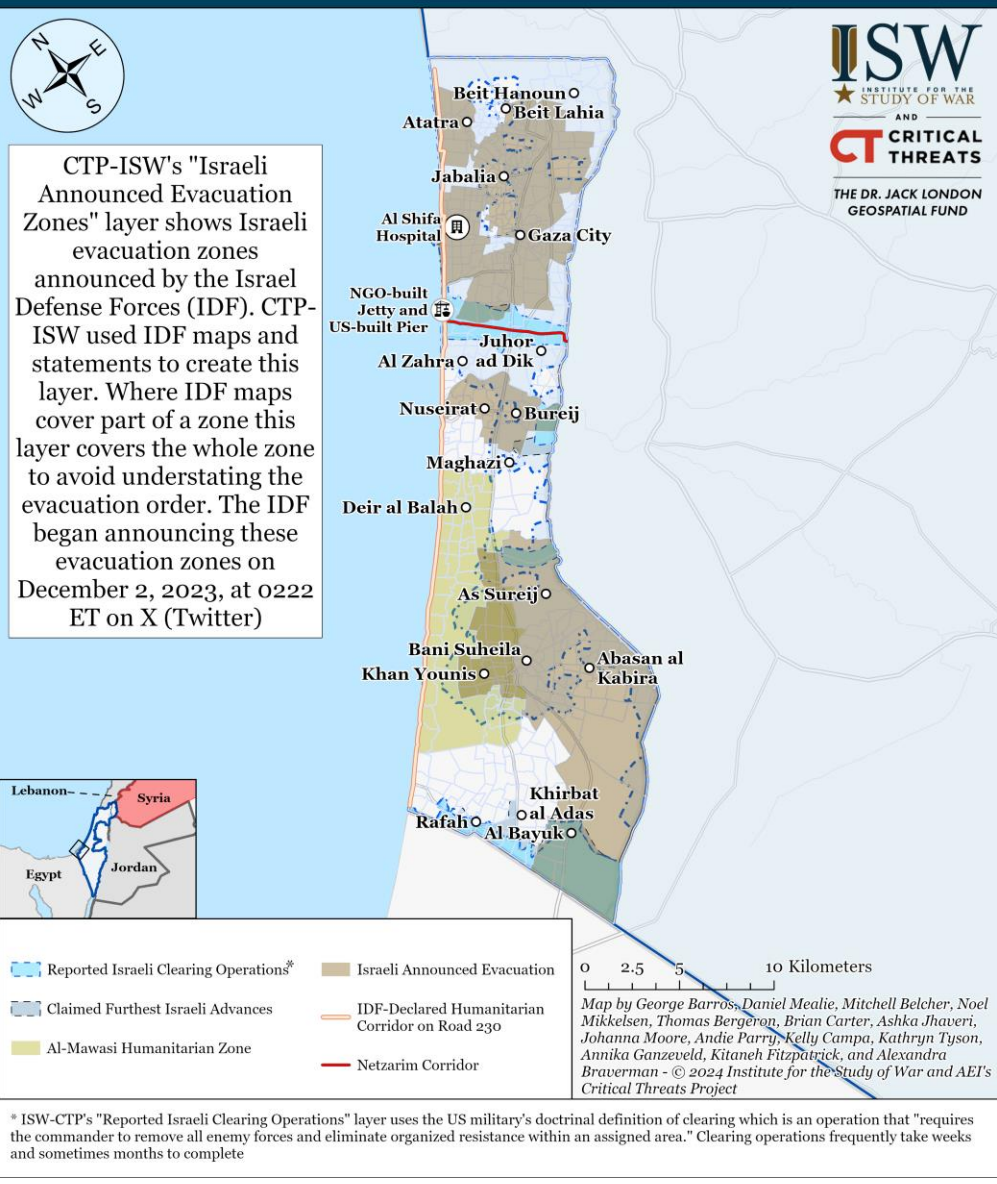 N
E
W
S
ISW
INSTITUTE FOR THE
STUDY OF WAR
AND
CT CRITICAL
THREATS
THE DR. JACK LONDON
GEOSPATIAL FUND
CTP-ISW's "Israeli
Announced Evacuation
Zones" layer shows Israeli
evacuation zones
announced by the Israel
Defense Forces (IDF). CTP-
ISW used IDF maps and
statements to create this
layer. Where IDF maps
cover part of a zone this
layer covers the whole zone
to avoid understating the
evacuation order. The IDF
began announcing these
evacuation zones on
December 2, 2023, at 0222
ET on X (Twitter)
Beit Hanoun
Beit Lahia
Atatra
Jabalia
Al Shifa
Hospital
Gaza City
NGO-built
Jetty and
US-built Pier
Juhor
ad Dik
Al Zahra
Nuseirat
Bureij
Maghazi
Deir al Balah
As Sureij
Bani Suheila
Abasan al
Kabira
Khan Younis
Khirbat
al Adas
Rafah
Al Bayuk
Lebanon
Syria
Egypt
Jordan
Reported Israeli Clearing Operations*
Claimed Furthest Israeli Advances
Al-Mawasi Humanitarian Zone
Israeli Announced Evacuation
IDF-Declared Humanitarian
Corridor on Road 230
Netzarim Corridor
0 2.5 5 10 Kilometers
Map by George Barros, Daniel Mealie, Mitchell Belcher, Noel
Mikkelsen, Thomas Bergeron, Brian Carter, Ashka Jhaveri,
Johanna Moore, Andie Parry, Kelly Campa, Kathryn Tyson,
Annika Ganzeveld, Kitaneh Fitzpatrick, and Alexandra
Braverman - © 2024 Institute for the Study of War and AEI's
Critical Threats Project
* ISW-CTP's "Reported Israeli Clearing Operations" layer uses the US military's doctrinal definition of clearing which is an operation that "requires
the commander to remove all enemy forces and eliminate organized resistance within an assigned area." Clearing operations frequently take weeks
and sometimes months to complete